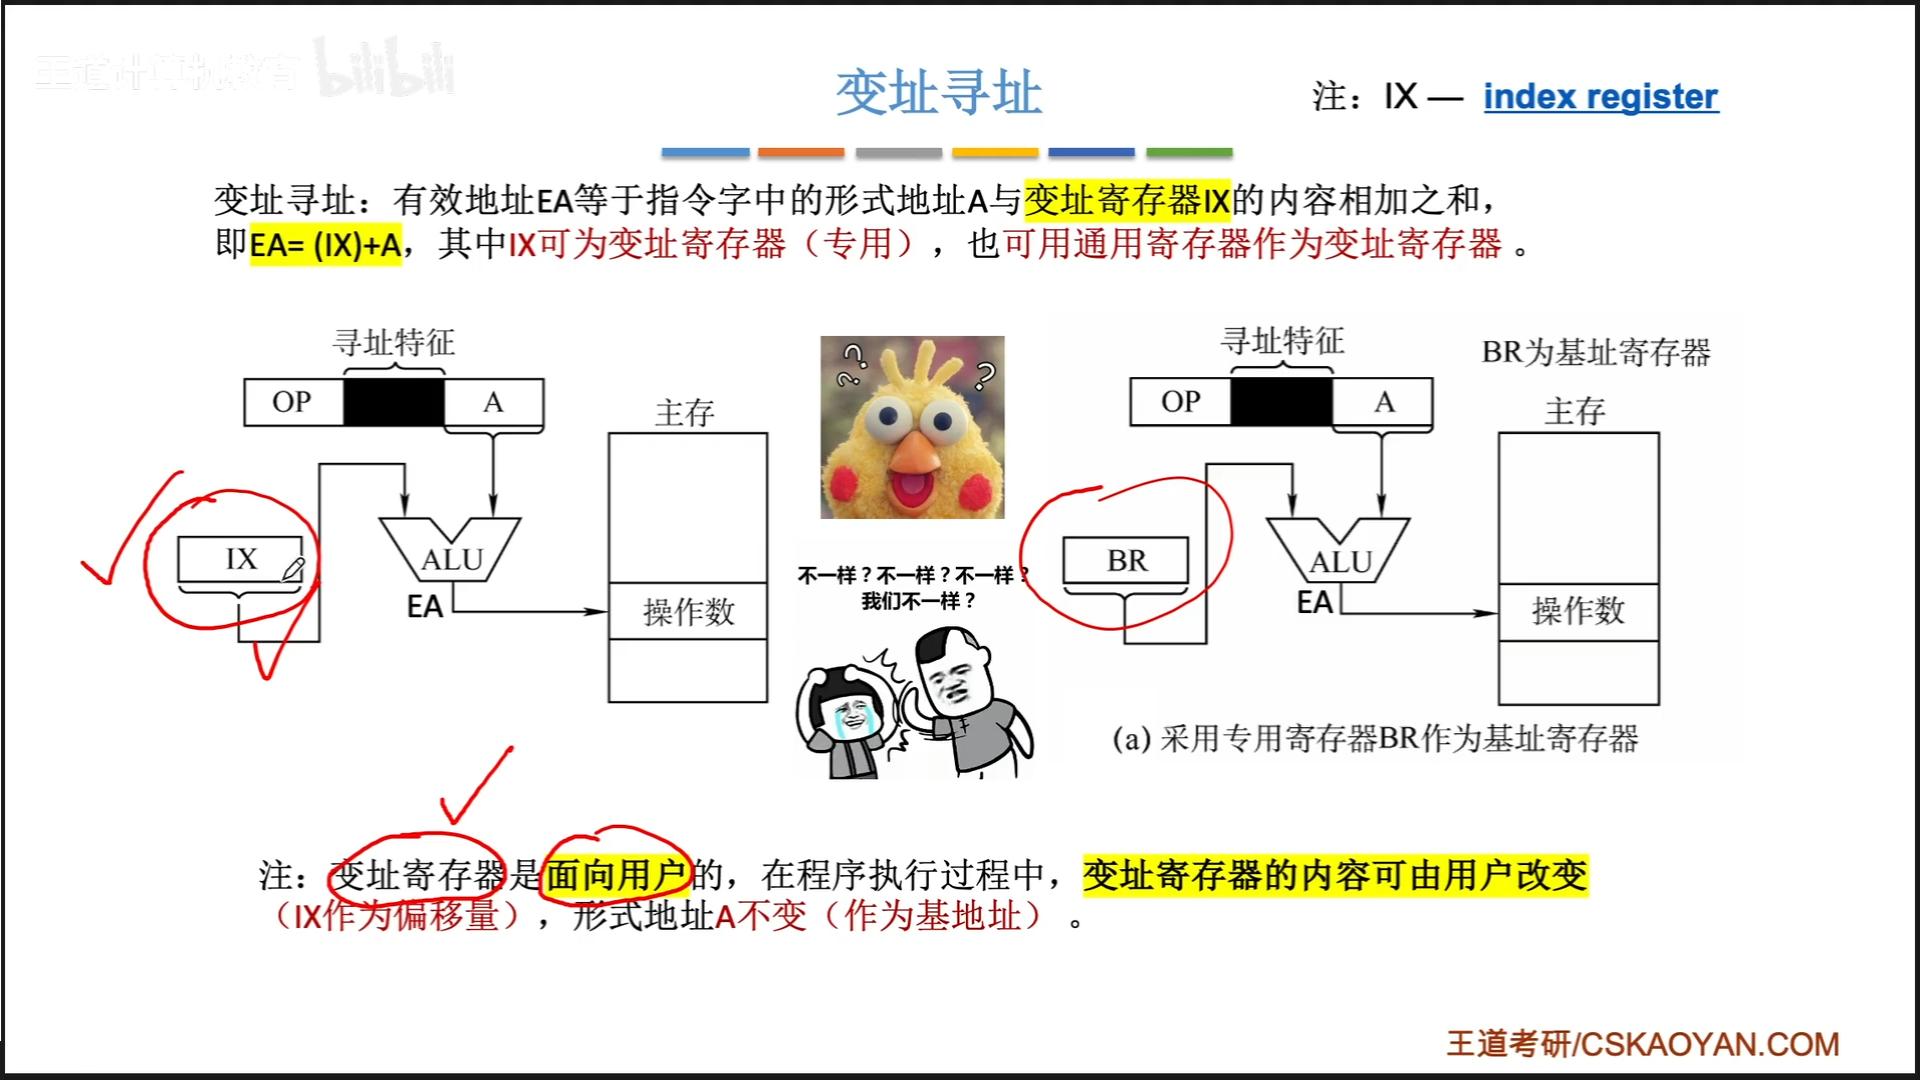 王道计算机教育 bilibili
变址寻址
注：IX — index register
变址寻址：有效地址EA等于指令字中的形式地址A与变址寄存器IX的内容相加之和，
即EA= (IX)+A，其中IX可为变址寄存器（专用），也可用通用寄存器作为变址寄存器 。
寻址特征
OP
A
主存
IX
ALU
EA
操作数
? ? ?
不一样？不一样？不一样？
我们不一样？
寻址特征
BR为基址寄存器
OP
A
主存
BR
ALU
EA
操作数
(a) 采用专用寄存器BR作为基址寄存器
注：变址寄存器是面向用户的，在程序执行过程中，变址寄存器的内容可由用户改变
（IX作为偏移量），形式地址A不变（作为基地址） 。
王道考研/CSKAOYAN.COM